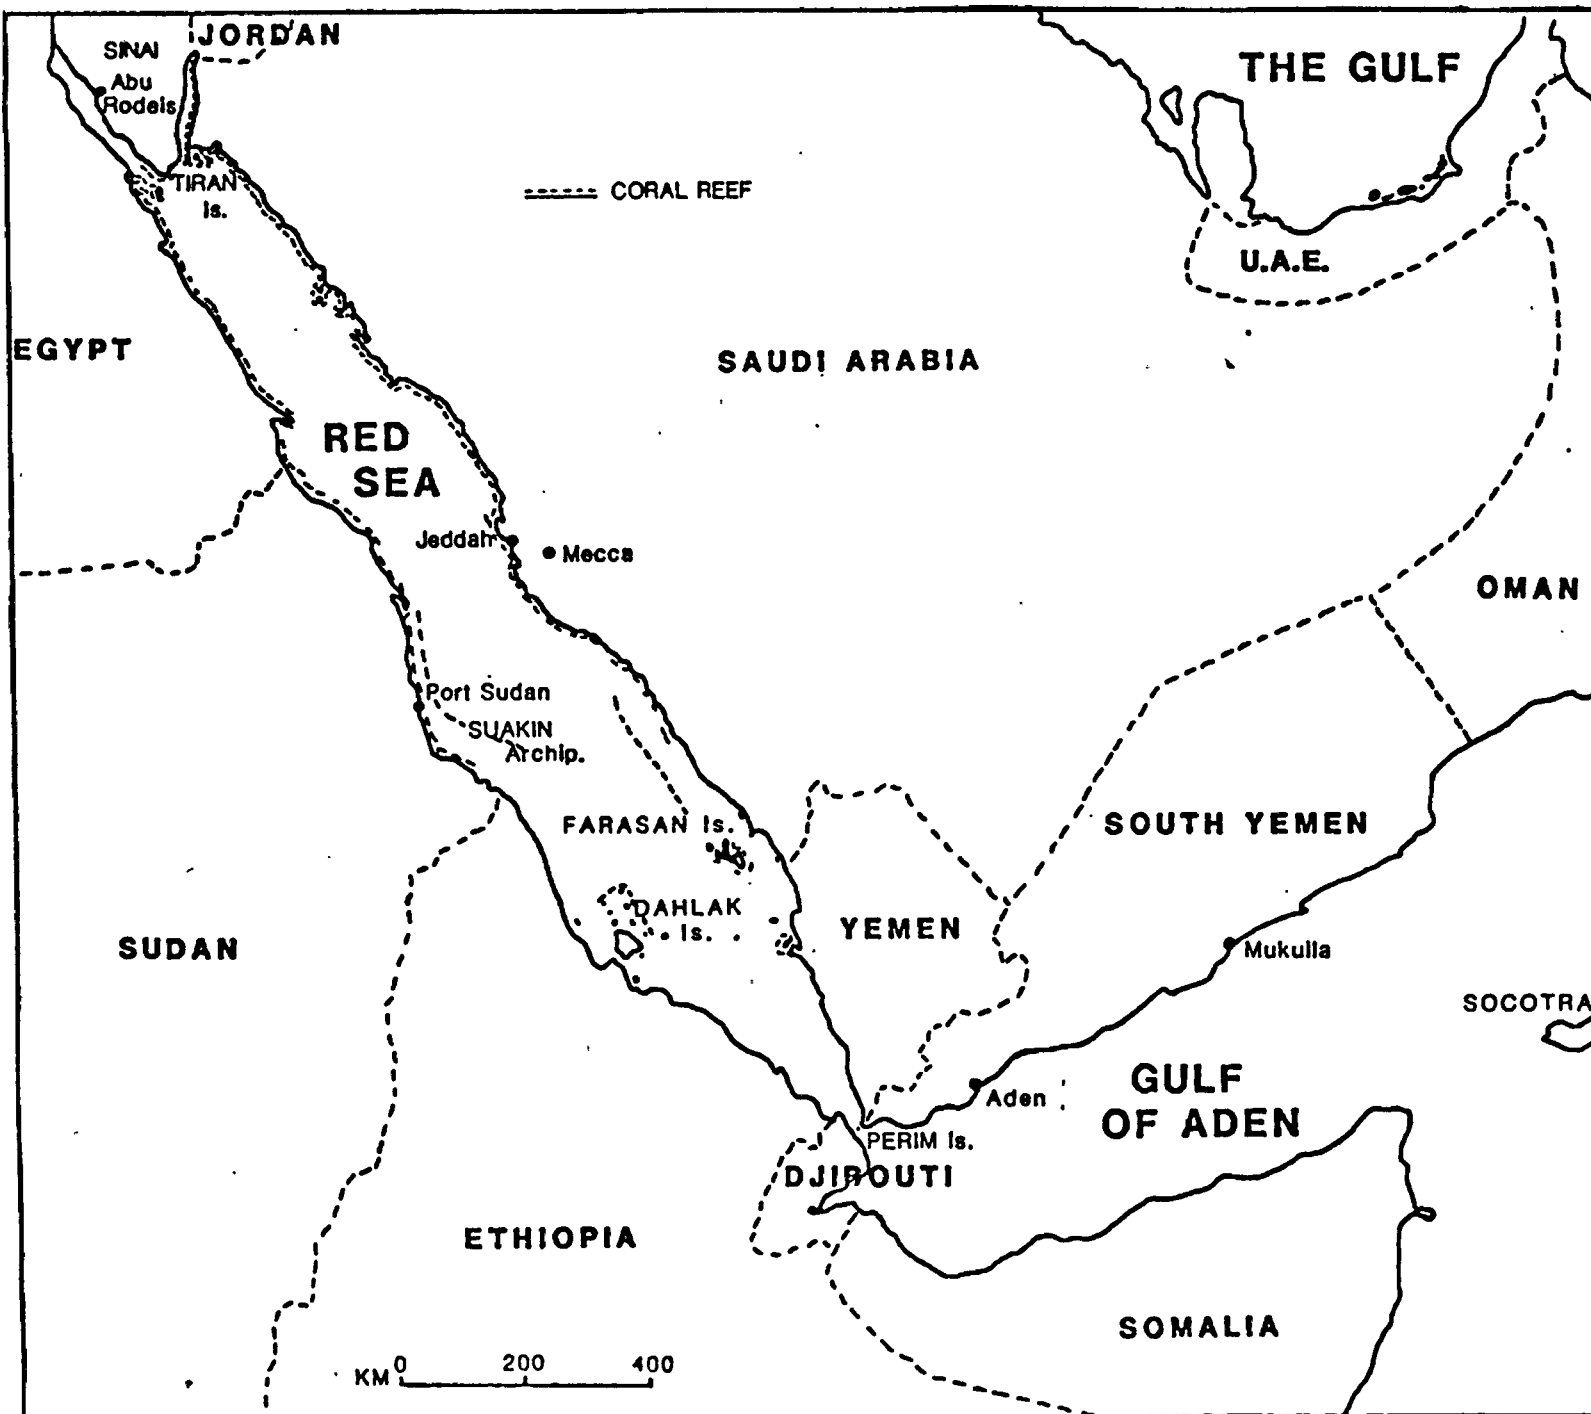 JORDAN
SINAI
Abu
Rodeis
THE GULF
TIRAN
Is.
CORAL REEF
U.A.E.
EGYPT
SAUDI ARABIA
RED
SEA
Jeddah
Mecca
OMAN
Port Sudan
SUAKIN
Archip.
FARASAN Is.
SOUTH YEMEN
DAHLAK
Is.
YEMEN
SUDAN
Mukulla
SOCOTRA
GULF
OF ADEN
Aden
PERIM Is.
DJIBOUTI
ETHIOPIA
SOMALIA
KM 0 200 400